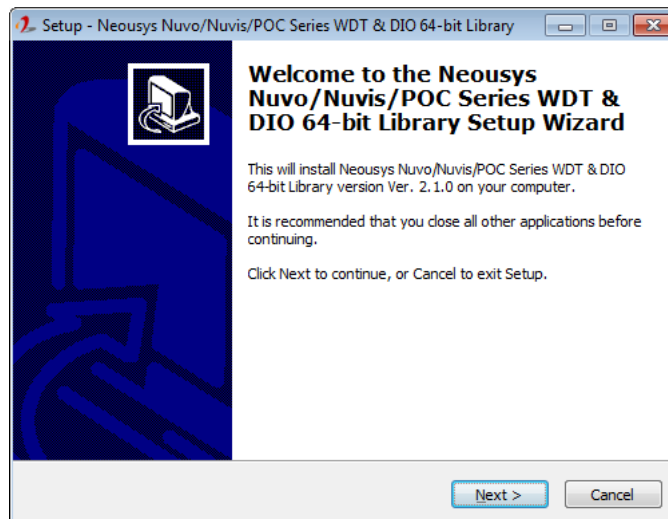 Setup - Neousys Nuvo/Nuvis/POC Series WDT & DIO 64-bit Library
Welcome to the Neousys
Nuvo/Nuvis/POC Series WDT &
DIO 64-bit Library Setup Wizard
This will install Neousys Nuvo/Nuvis/POC Series WDT & DIO
64-bit Library version Ver. 2.1.0 on your computer.
It is recommended that you close all other applications before
continuing.
Click Next to continue, or Cancel to exit Setup.
Next >
Cancel